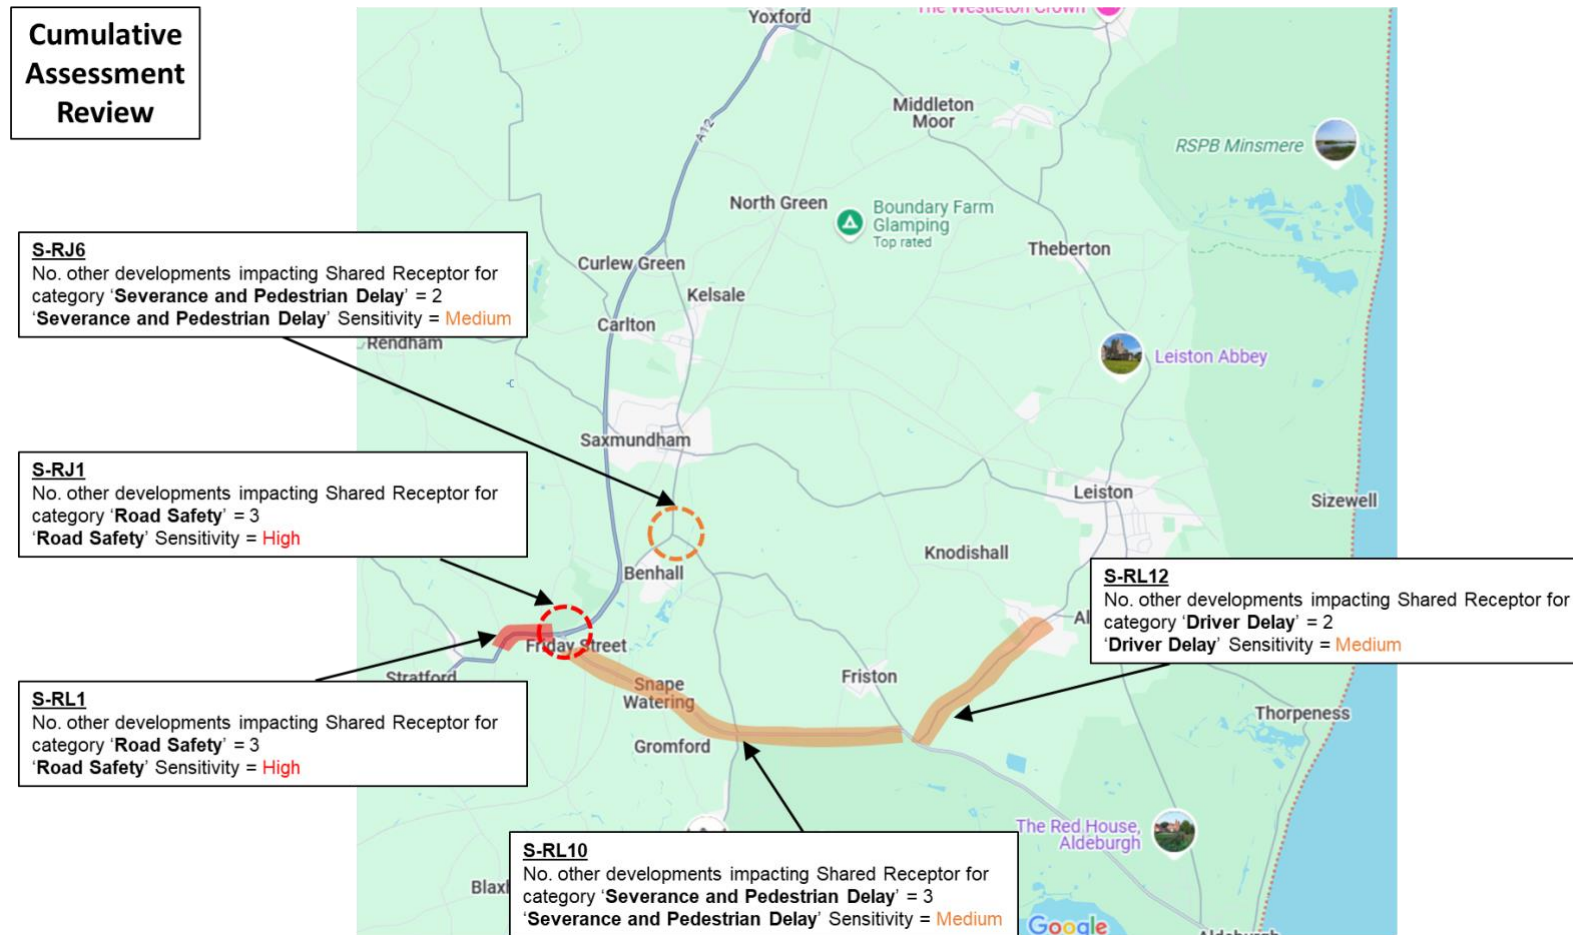 Cumulative
Assessment
Review
Yoxford
The Westleton Crown
A12
Middleton
Moor
RSPB Minsmere
North Green
Boundary Farm
Glamping
Top rated
Theberton
S-RJ6
No. other developments impacting Shared Receptor for
category ‘Severance and Pedestrian Delay’ = 2
‘Severance and Pedestrian Delay’ Sensitivity = Medium
Curlew Green
Kelsale
Carlton
Rendham
Leiston Abbey
Saxmundham
S-RJ1
No. other developments impacting Shared Receptor for
category ‘Road Safety’ = 3
‘Road Safety’ Sensitivity = High
Leiston
Sizewell
Knodishall
Benhall
S-RL12
No. other developments impacting Shared Receptor for
category ‘Driver Delay’ = 2
‘Driver Delay’ Sensitivity = Medium
Al
Friday Street
Stratford
Friston
Snape
Watering
S-RL1
No. other developments impacting Shared Receptor for
category ‘Road Safety’ = 3
‘Road Safety’ Sensitivity = High
Thorpeness
Gromford
The Red House,
Aldeburgh
S-RL10
No. other developments impacting Shared Receptor for
category ‘Severance and Pedestrian Delay’ = 3
‘Severance and Pedestrian Delay’ Sensitivity = Medium
Blaxh
Google
Aldeburgh